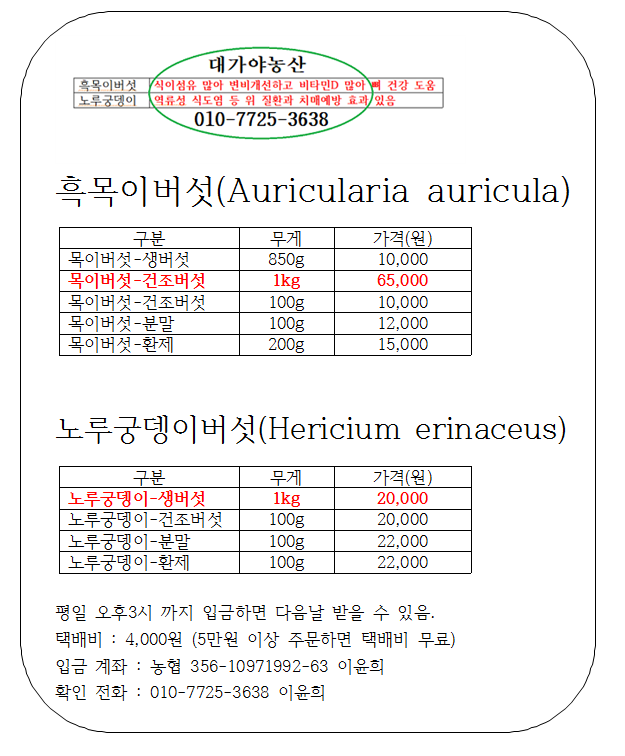 대가야농산
흑목이버섯 식이섬유 많아 변비개선하고 비타민D 많아 뼈 건강 도움
노루궁뎅이 역류성 식도염 등 위 질환과 치매예방 효과 있음
010-7725-3638
흑목이버섯(Auricularia auricula)
구분 무게 가격(원)
목이버섯-생버섯 850g 10,000
목이버섯-건조버섯 1kg 65,000
목이버섯-건조버섯 100g 10,000
목이버섯-분말 100g 12,000
목이버섯-환제 200g 15,000
노루궁뎅이버섯(Hericium erinaceus)
구분 무게 가격(원)
노루궁뎅이-생버섯 1kg 20,000
노루궁뎅이-건조버섯 100g 20,000
노루궁뎅이-분말 100g 22,000
노루궁뎅이-환제 100g 22,000
평일 오후3시 까지 입금하면 다음날 받을 수 있음.
택배비 : 4,000원 (5만원 이상 주문하면 택배비 무료)
입금 계좌 : 농협 356-10971992-63 이윤희
확인 전화 : 010-7725-3638 이윤희